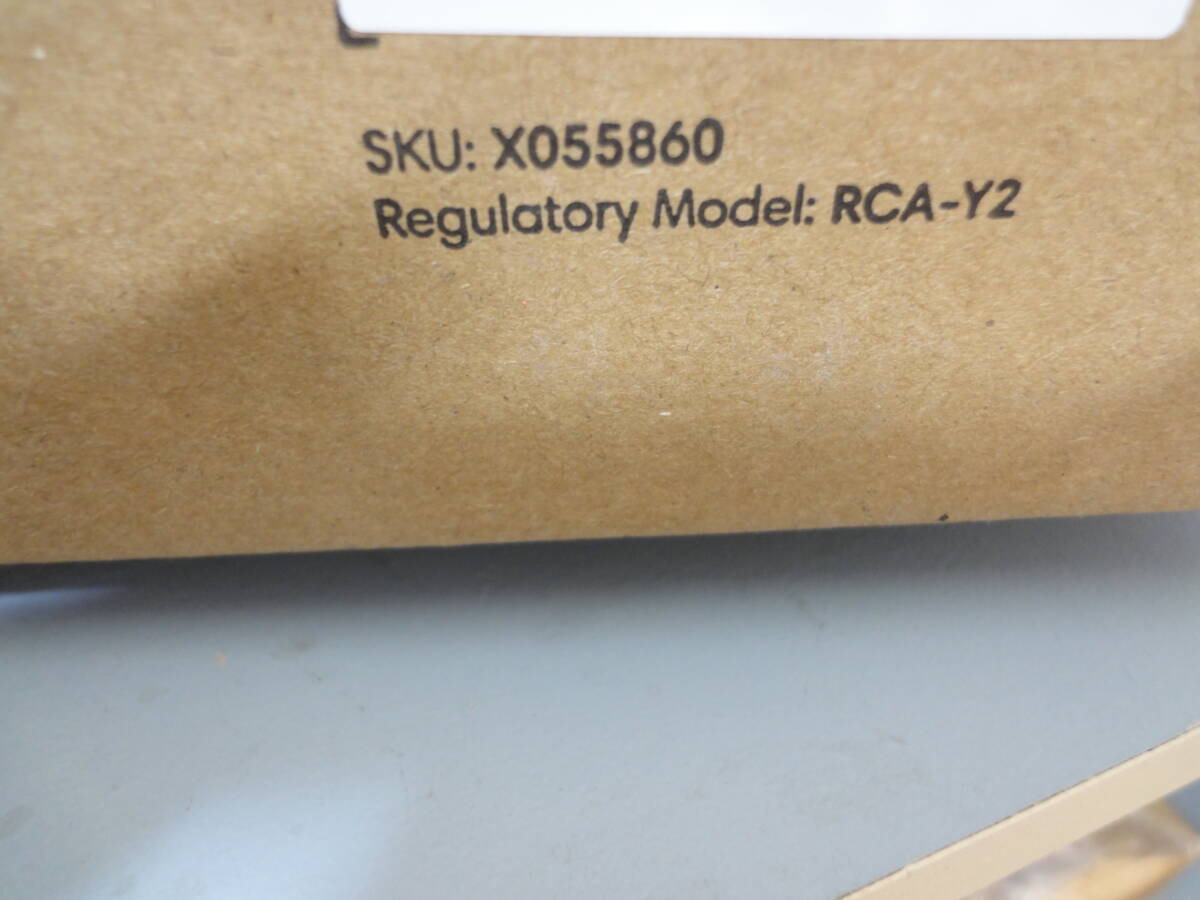 SKU: X055860
Regulatory Model: RCA-Y2